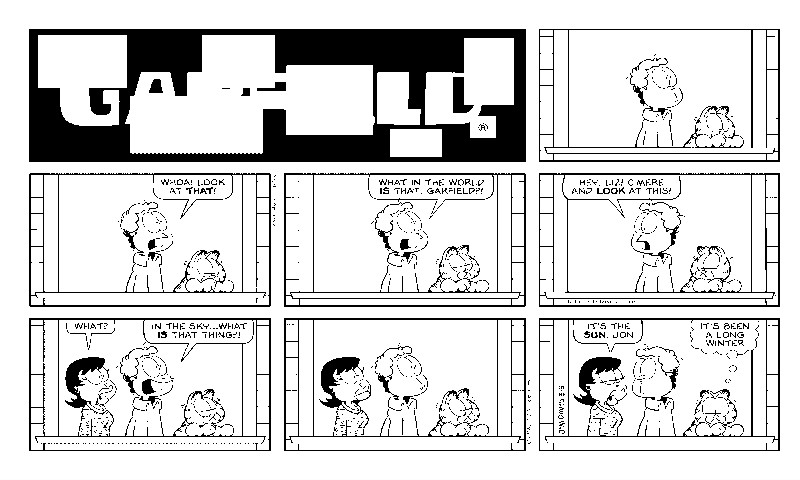 WHOA! LOOK
AT THAT!
WHAT IN THE WORLD
IS THAT, GARFIELD?!
HEY, LIZ! C'MERE
AND LOOK AT THIS!
WHAT?
IN THE SKY...WHAT
IS THAT THING?!
IT'S THE
SUN, JON
IT'S BEEN
A LONG
WINTER